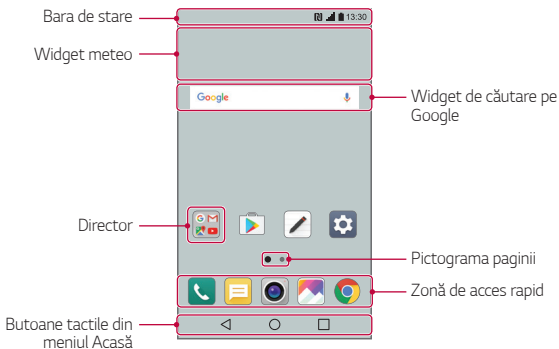 Bara de stare
13:30
Widget meteo
Google
Widget de căutare pe
Google
Director
Pictograma paginii
Zonă de acces rapid
Butoane tactile din
meniul Acasă